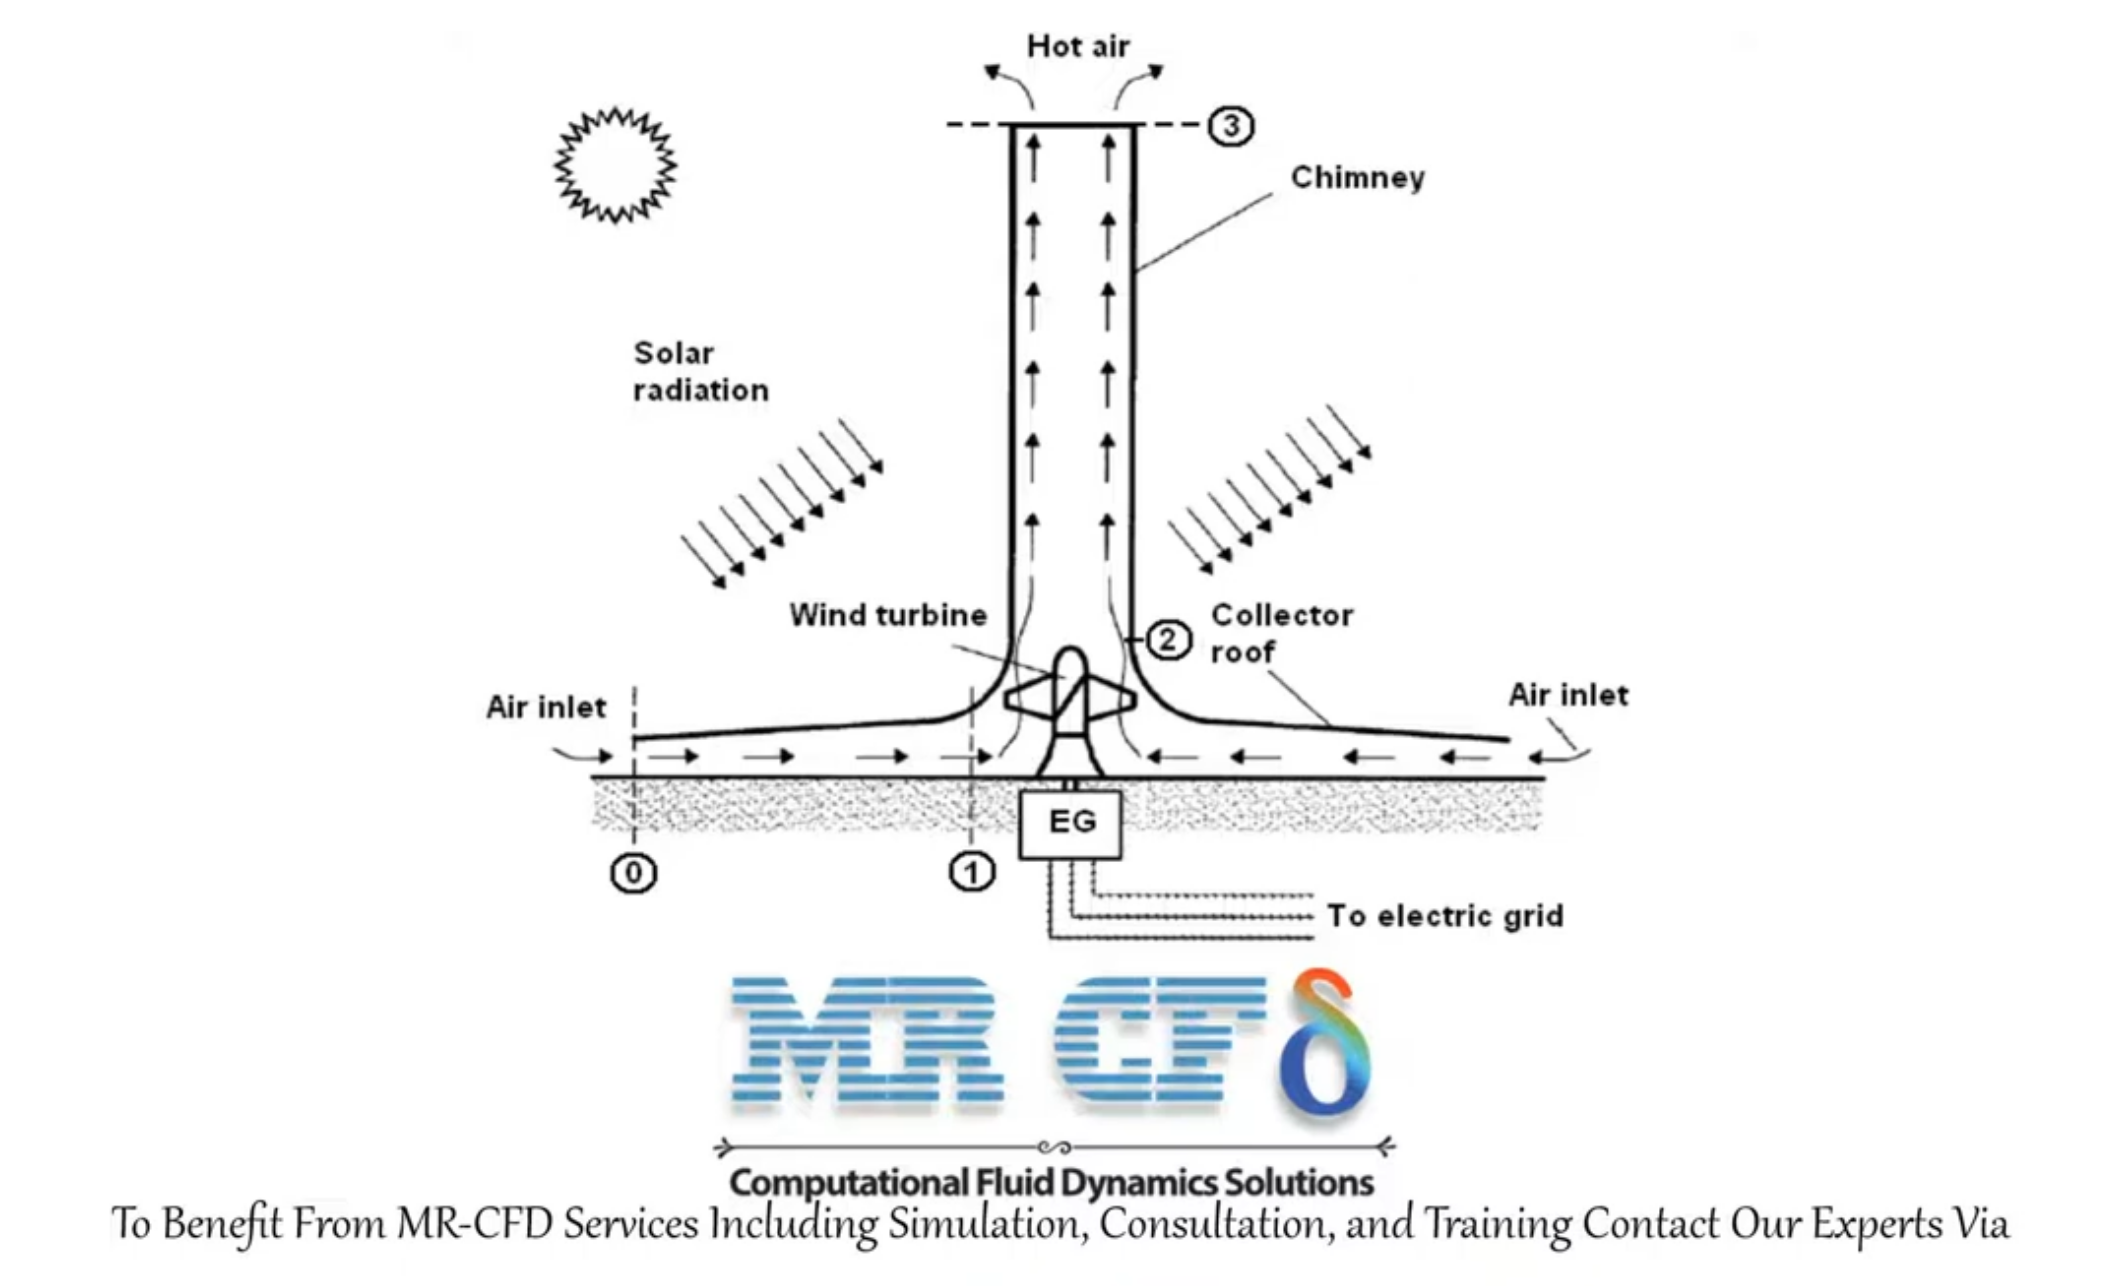 Hot air
3
Chimney
Solar
radiation
Wind turbine
2
Collector
roof
Air inlet
Air inlet
EG
0
1
To electric grid
MR CFδ
Computational Fluid Dynamics Solutions
To Benefit From MR-CFD Services Including Simulation, Consultation, and Training Contact Our Experts Via